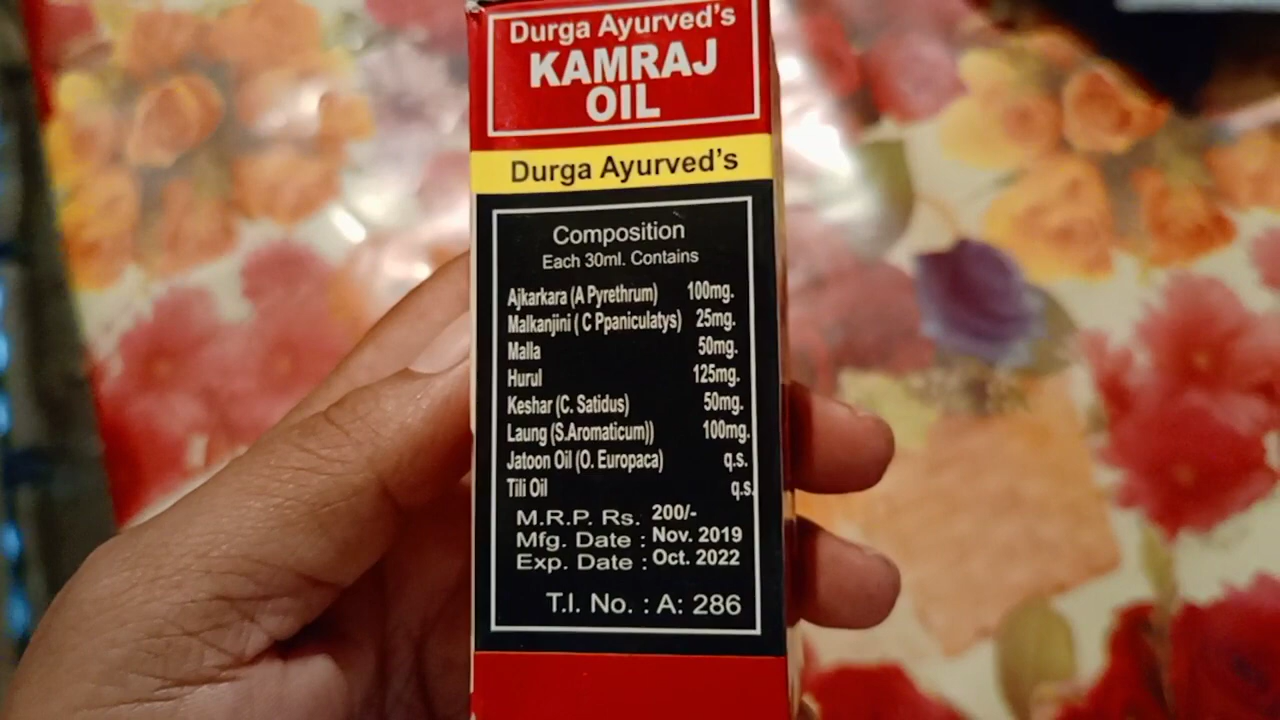 Durga Ayurved's
KAMRAJ
OIL
Durga Ayurved's
Composition
Each 30ml. Contains
Ajkarkara (A Pyrethrum) 100mg.
Malkanjini ( C Ppaniculatys) 25mg.
Malla 50mg.
Hurul 125mg.
Keshar (C. Satidus) 50mg.
Laung (S.Aromaticum)) 100mg.
Jatoon Oil (O. Europaca) q.s.
Tili Oil q.s.
M.R.P. Rs. 200/-
Mfg. Date : Nov. 2019
Exp. Date : Oct. 2022
T.I. No. : A: 286